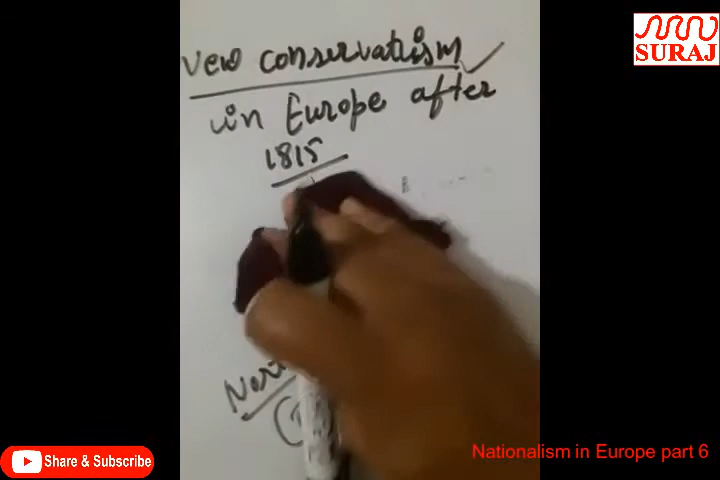 SURAJ
New conservatism
in Europe after
1815
Share & Subscribe
Nationalism in Europe part 6